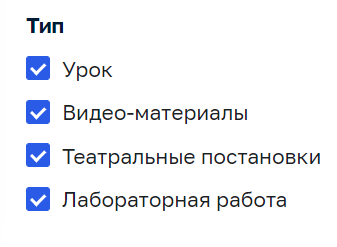 Тип
Урок
Видео-материалы
Театральные постановки
Лабораторная работа